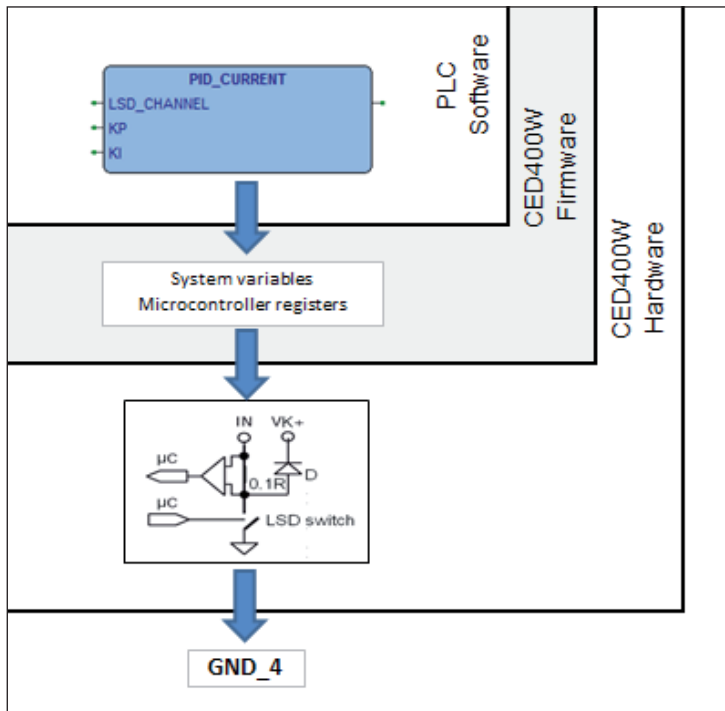 PID_CURRENT
LSD_CHANNEL
KP
KI
PLC
Software
CED400W
Firmware
CED400W
Hardware
System variables
Microcontroller registers
IN VK+
µC
D
0.1R
µC
LSD switch
GND_4